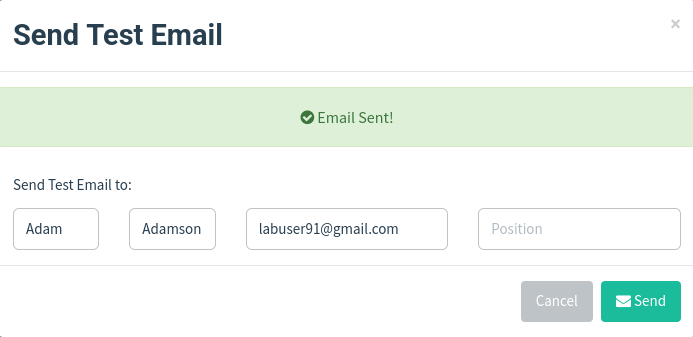 Send Test Email
×
Email Sent!
Send Test Email to:
Adam Adamson labuser91@gmail.com Position
Cancel Send